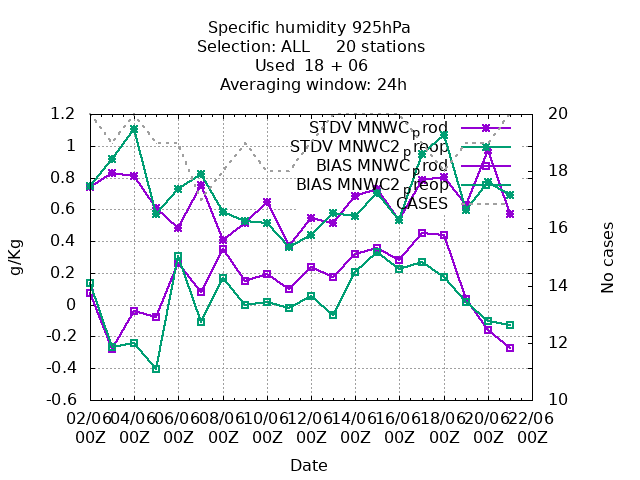 Specific humidity 925hPa
Selection: ALL 20 stations
Used 18 + 06
Averaging window: 24h
STDV MNWC_prod
STDV MNWC2_preop
BIAS MNWC_prod
BIAS MNWC2_preop
CASES
g/Kg
1.2
1
0.8
0.6
0.4
0.2
0
-0.2
-0.4
-0.6
20
18
16
14
12
10
No cases
02/06 04/06 06/06 08/06 10/06 12/06 14/06 16/06 18/06 20/06 22/06
00Z 00Z 00Z 00Z 00Z 00Z 00Z 00Z 00Z 00Z 00Z
Date